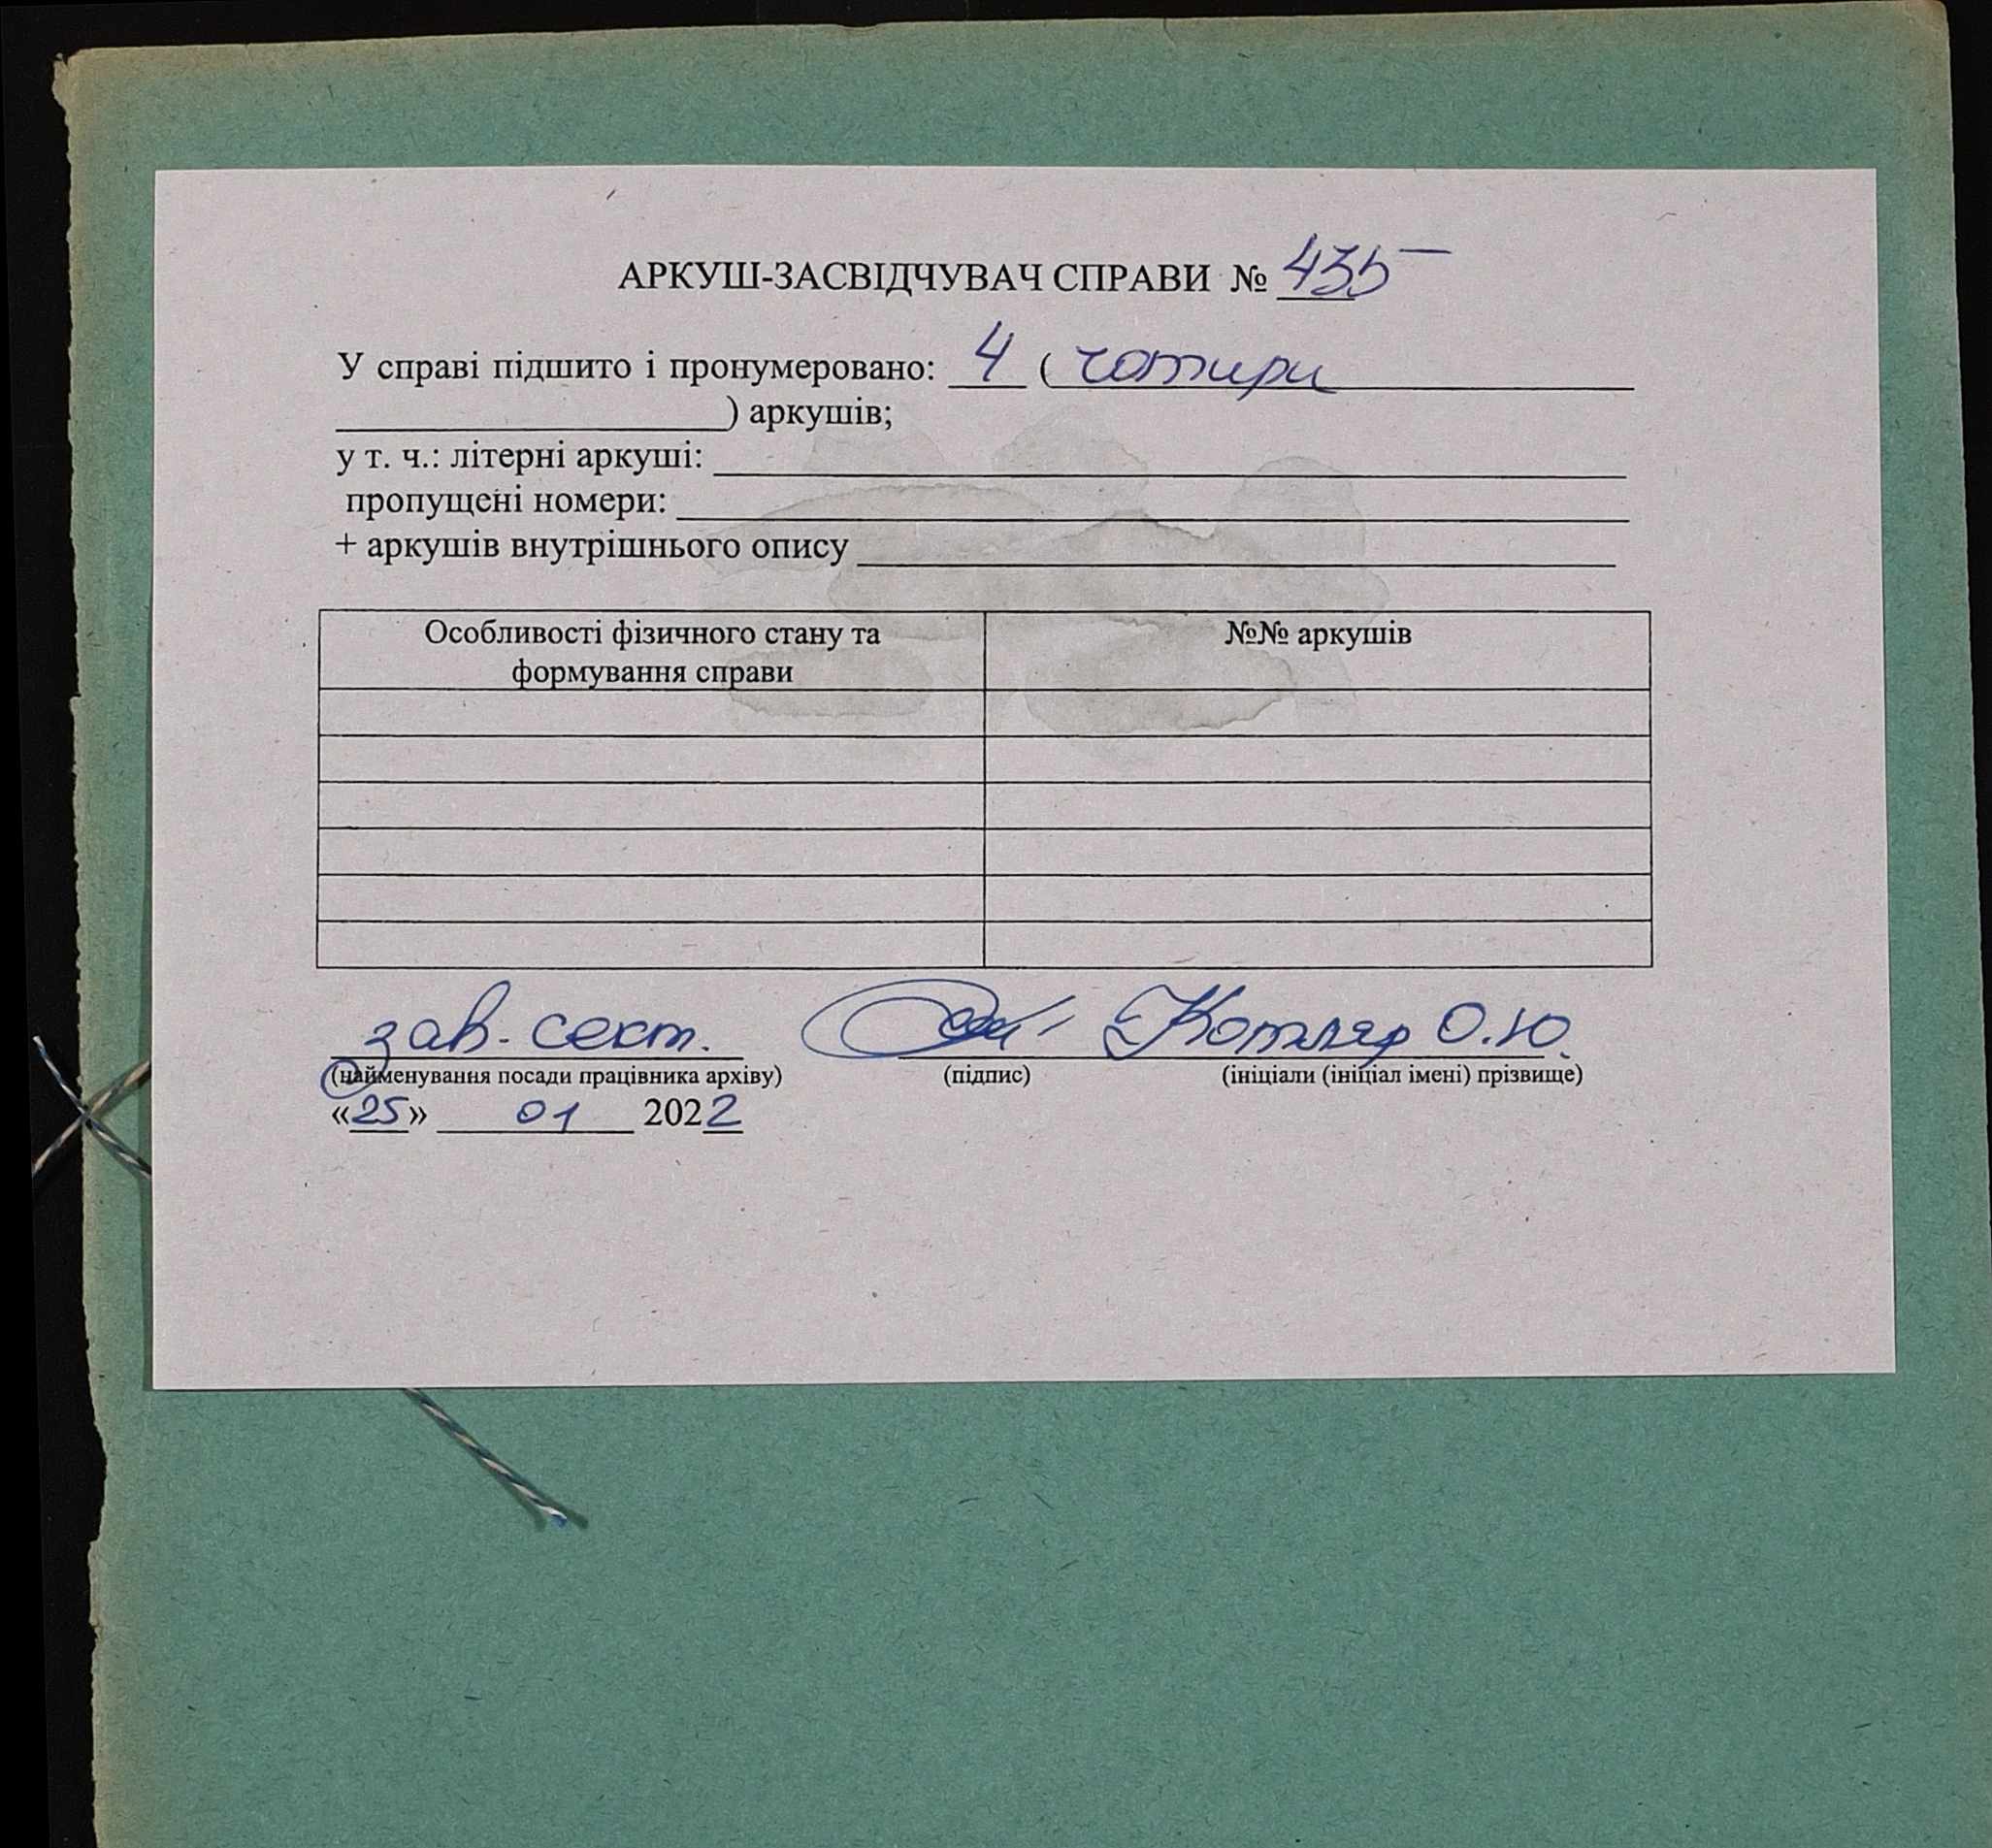 АРКУШ-ЗАСВІДЧУВАЧ СПРАВИ № 435
У справі підшито і пронумеровано: 4 ( чотири
) аркушів;
у т. ч.: літерні аркуші:
пропущені номери:
+ аркушів внутрішнього опису
Особливості фізичного стану та формування справи
№№ аркушів
зав. сект. Котляр О.Ю.
(найменування посади працівника архіву) (підпис) (ініціали (ініціал імені) прізвище)
«25» 01 2022